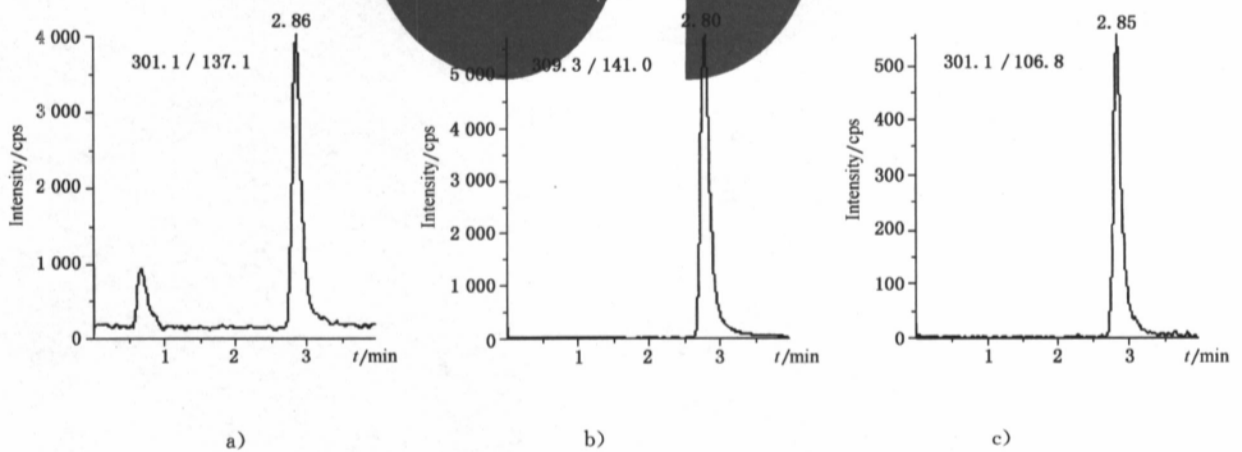 2.86
2.80
2.85
301.1 / 137.1
309.3 / 141.0
301.1 / 106.8
Intensity/cps
4 000
3 000
2 000
1 000
0
1
2
3
t/min
Intensity/cps
5 000
4 000
3 000
2 000
1 000
0
1
2
3
t/min
Intensity/cps
500
400
300
200
100
0
1
2
3
t/min
a)
b)
c)